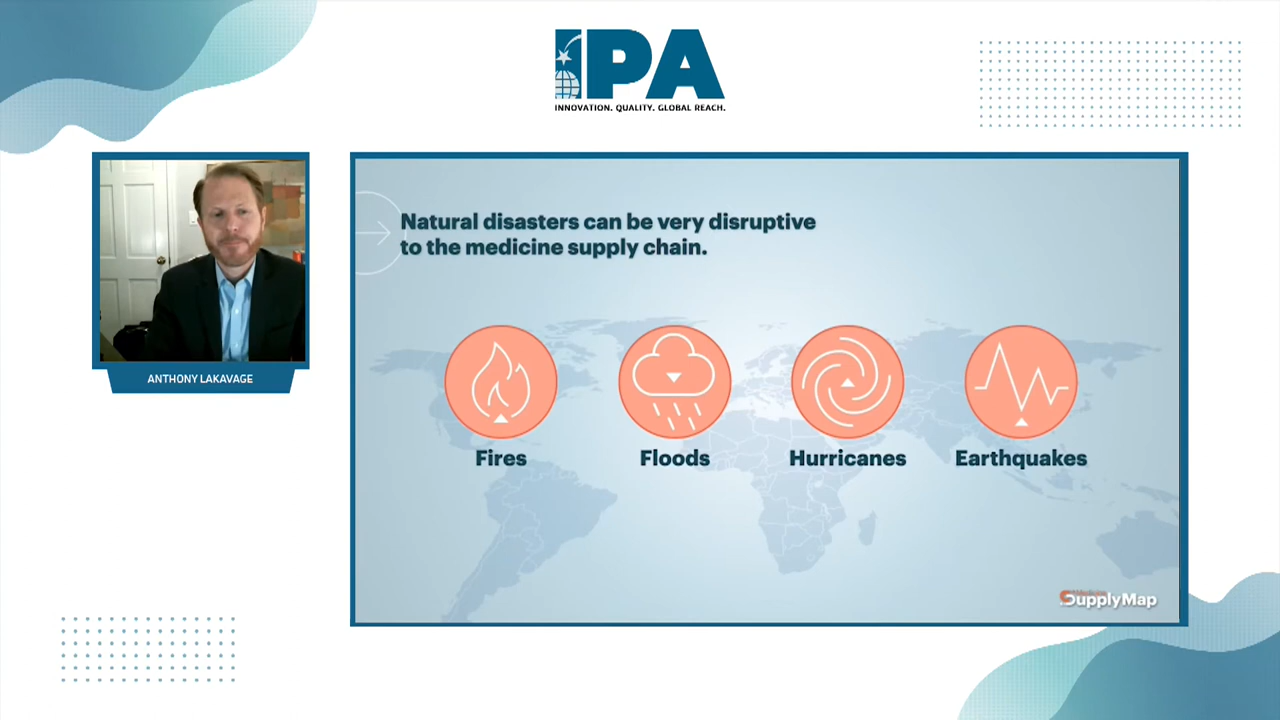 IPA
INNOVATION. QUALITY. GLOBAL REACH.
ANTHONY LAKAVAGE
Natural disasters can be very disruptive
to the medicine supply chain.
Fires
Floods
Hurricanes
Earthquakes
Medicine
SupplyMap